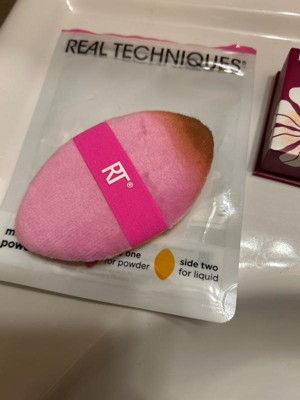 REAL TECHNIQUES®
RT®
one
for powder
side two
for liquid